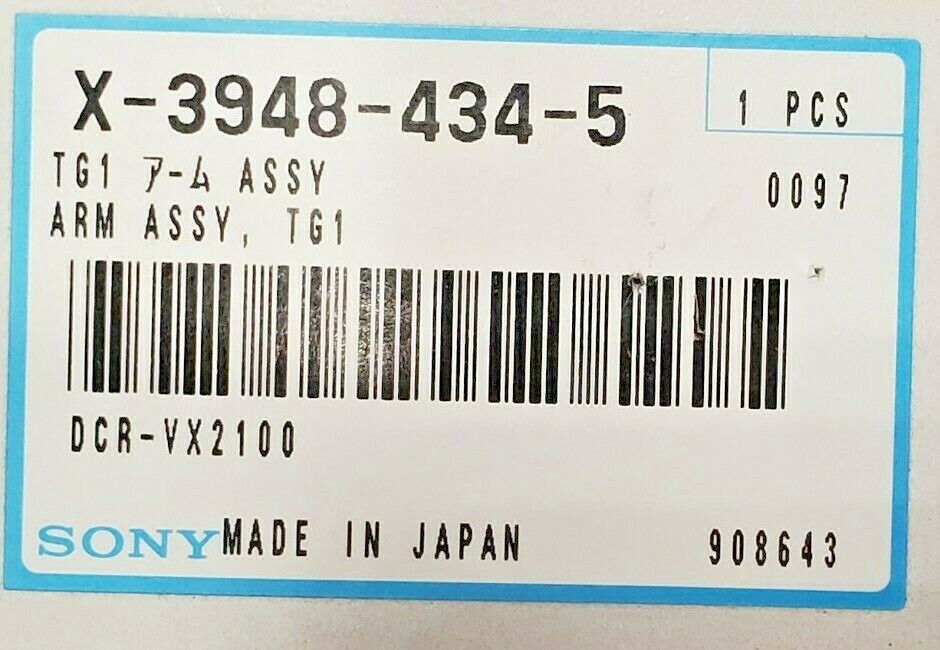 X-3948-434-5
1 PCS
TG1 アーム ASSY
0097
ARM ASSY, TG1
DCR-VX2100
SONY MADE IN JAPAN
908643